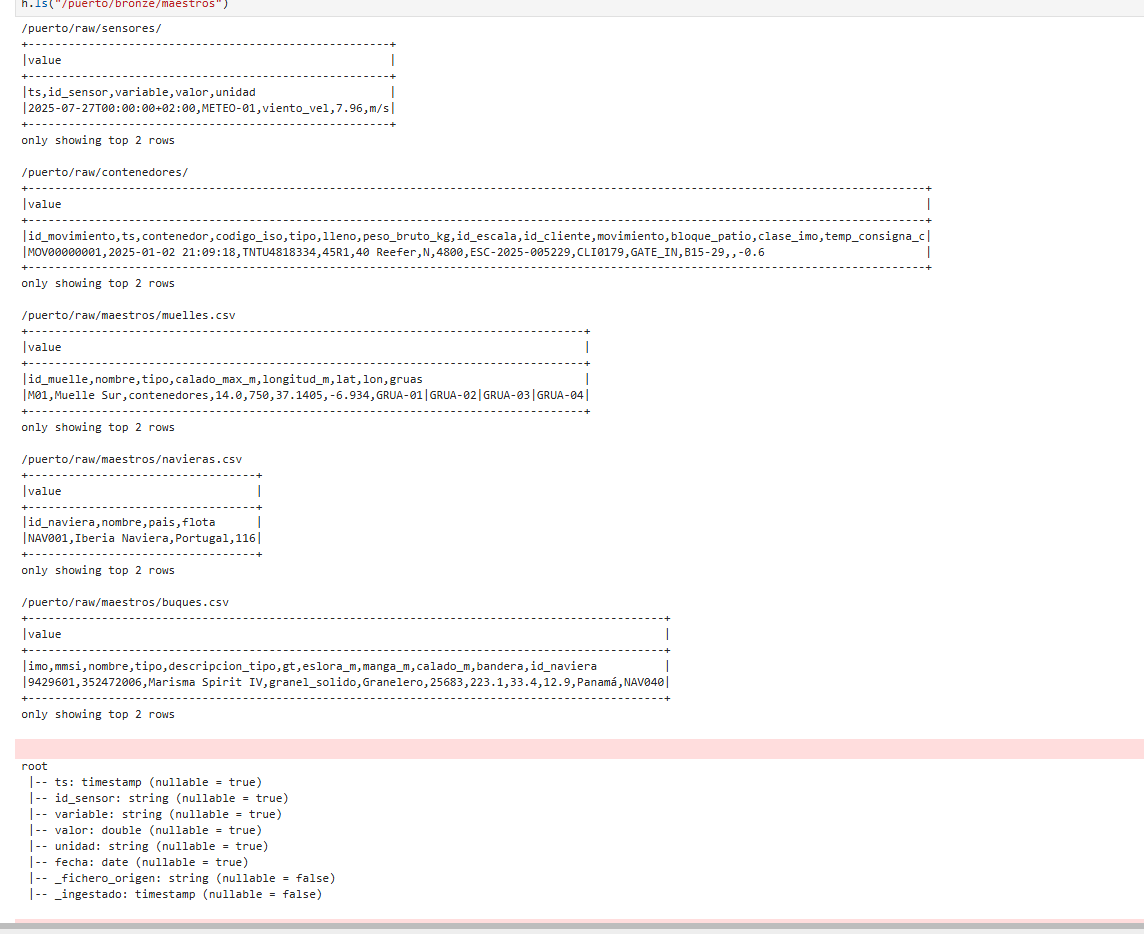 h.ls("/puerto/bronze/maestros")
/puerto/raw/sensores/
+-------------------------------------------------+
|value                                            |
+-------------------------------------------------+
|ts,id_sensor,variable,valor,unidad               |
|2025-07-27T00:00:00+02:00,METEO-01,viento_vel,7.96,m/s|
+-------------------------------------------------+
only showing top 2 rows
/puerto/raw/contenedores/
+--------------------------------------------------------------------------------------------------------------------------------------+
|value                                                                                                                                 |
+--------------------------------------------------------------------------------------------------------------------------------------+
|id_movimiento,ts,contenedor,codigo_iso,tipo,lleno,peso_bruto_kg,id_escala,id_cliente,movimiento,bloque_patio,clase_imo,temp_consigna_c|
|MOV00000001,2025-01-02 21:09:18,TNTU4818334,45R1,40 Reefer,N,4800,ESC-2025-005229,CLI0179,GATE_IN,B15-29,,-0.6                        |
+--------------------------------------------------------------------------------------------------------------------------------------+
only showing top 2 rows
/puerto/raw/maestros/muelles.csv
+-----------------------------------------------------------------------------------+
|value                                                                              |
+-----------------------------------------------------------------------------------+
|id_muelle,nombre,tipo,calado_max_m,longitud_m,lat,lon,gruas                        |
|M01,Muelle Sur,contenedores,14.0,750,37.1405,-6.934,GRUA-01|GRUA-02|GRUA-03|GRUA-04|
+-----------------------------------------------------------------------------------+
only showing top 2 rows
/puerto/raw/maestros/navieras.csv
+----------------------------------+
|value                             |
+----------------------------------+
|id_naviera,nombre,pais,flota      |
|NAV001,Iberia Naviera,Portugal,116|
+----------------------------------+
only showing top 2 rows
/puerto/raw/maestros/buques.csv
+-----------------------------------------------------------------------------------------------+
|value                                                                                          |
+-----------------------------------------------------------------------------------------------+
|imo,mmsi,nombre,tipo,descripcion_tipo,gt,eslora_m,manga_m,calado_m,bandera,id_naviera          |
|9429601,352472006,Marisma Spirit IV,granel_solido,Granelero,25683,223.1,33.4,12.9,Panamá,NAV040|
+-----------------------------------------------------------------------------------------------+
only showing top 2 rows
root
 |-- ts: timestamp (nullable = true)
 |-- id_sensor: string (nullable = true)
 |-- variable: string (nullable = true)
 |-- valor: double (nullable = true)
 |-- unidad: string (nullable = true)
 |-- fecha: date (nullable = true)
 |-- _fichero_origen: string (nullable = false)
 |-- _ingestado: timestamp (nullable = false)